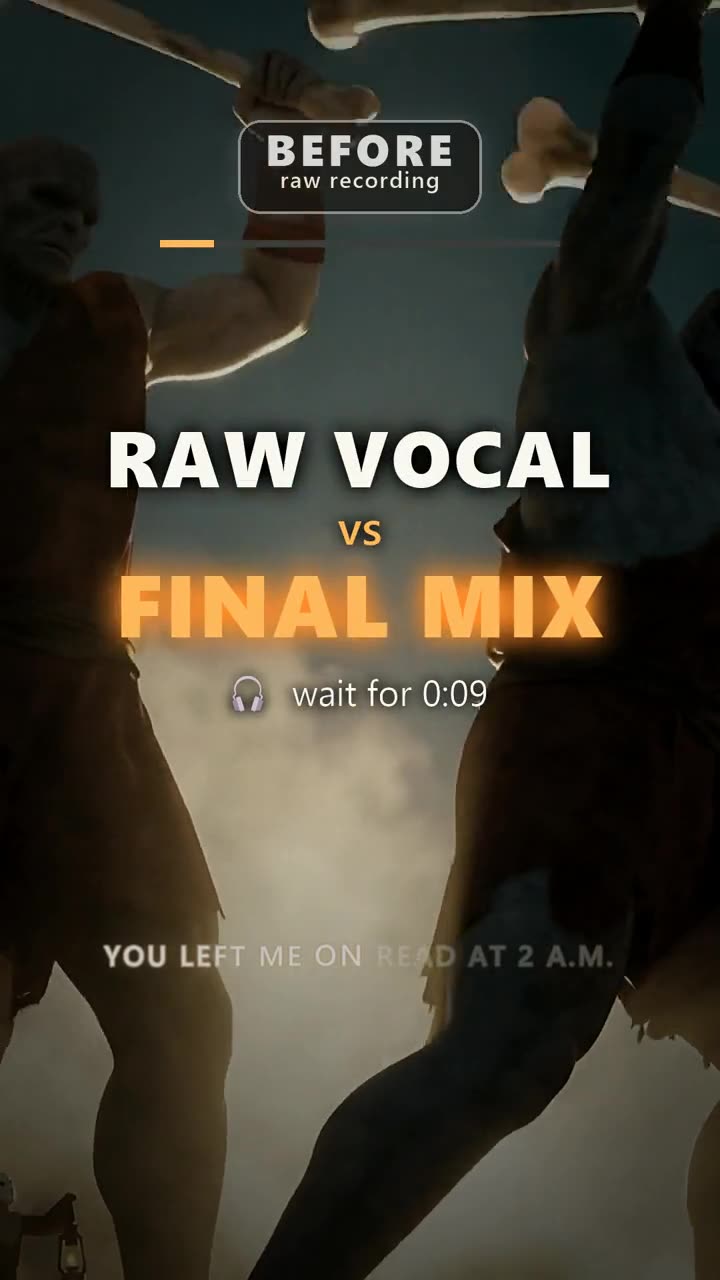 BEFORE
raw recording
RAW VOCAL
VS
FINAL MIX
🎧 wait for 0:09
YOU LEFT ME ON READ AT 2 A.M.